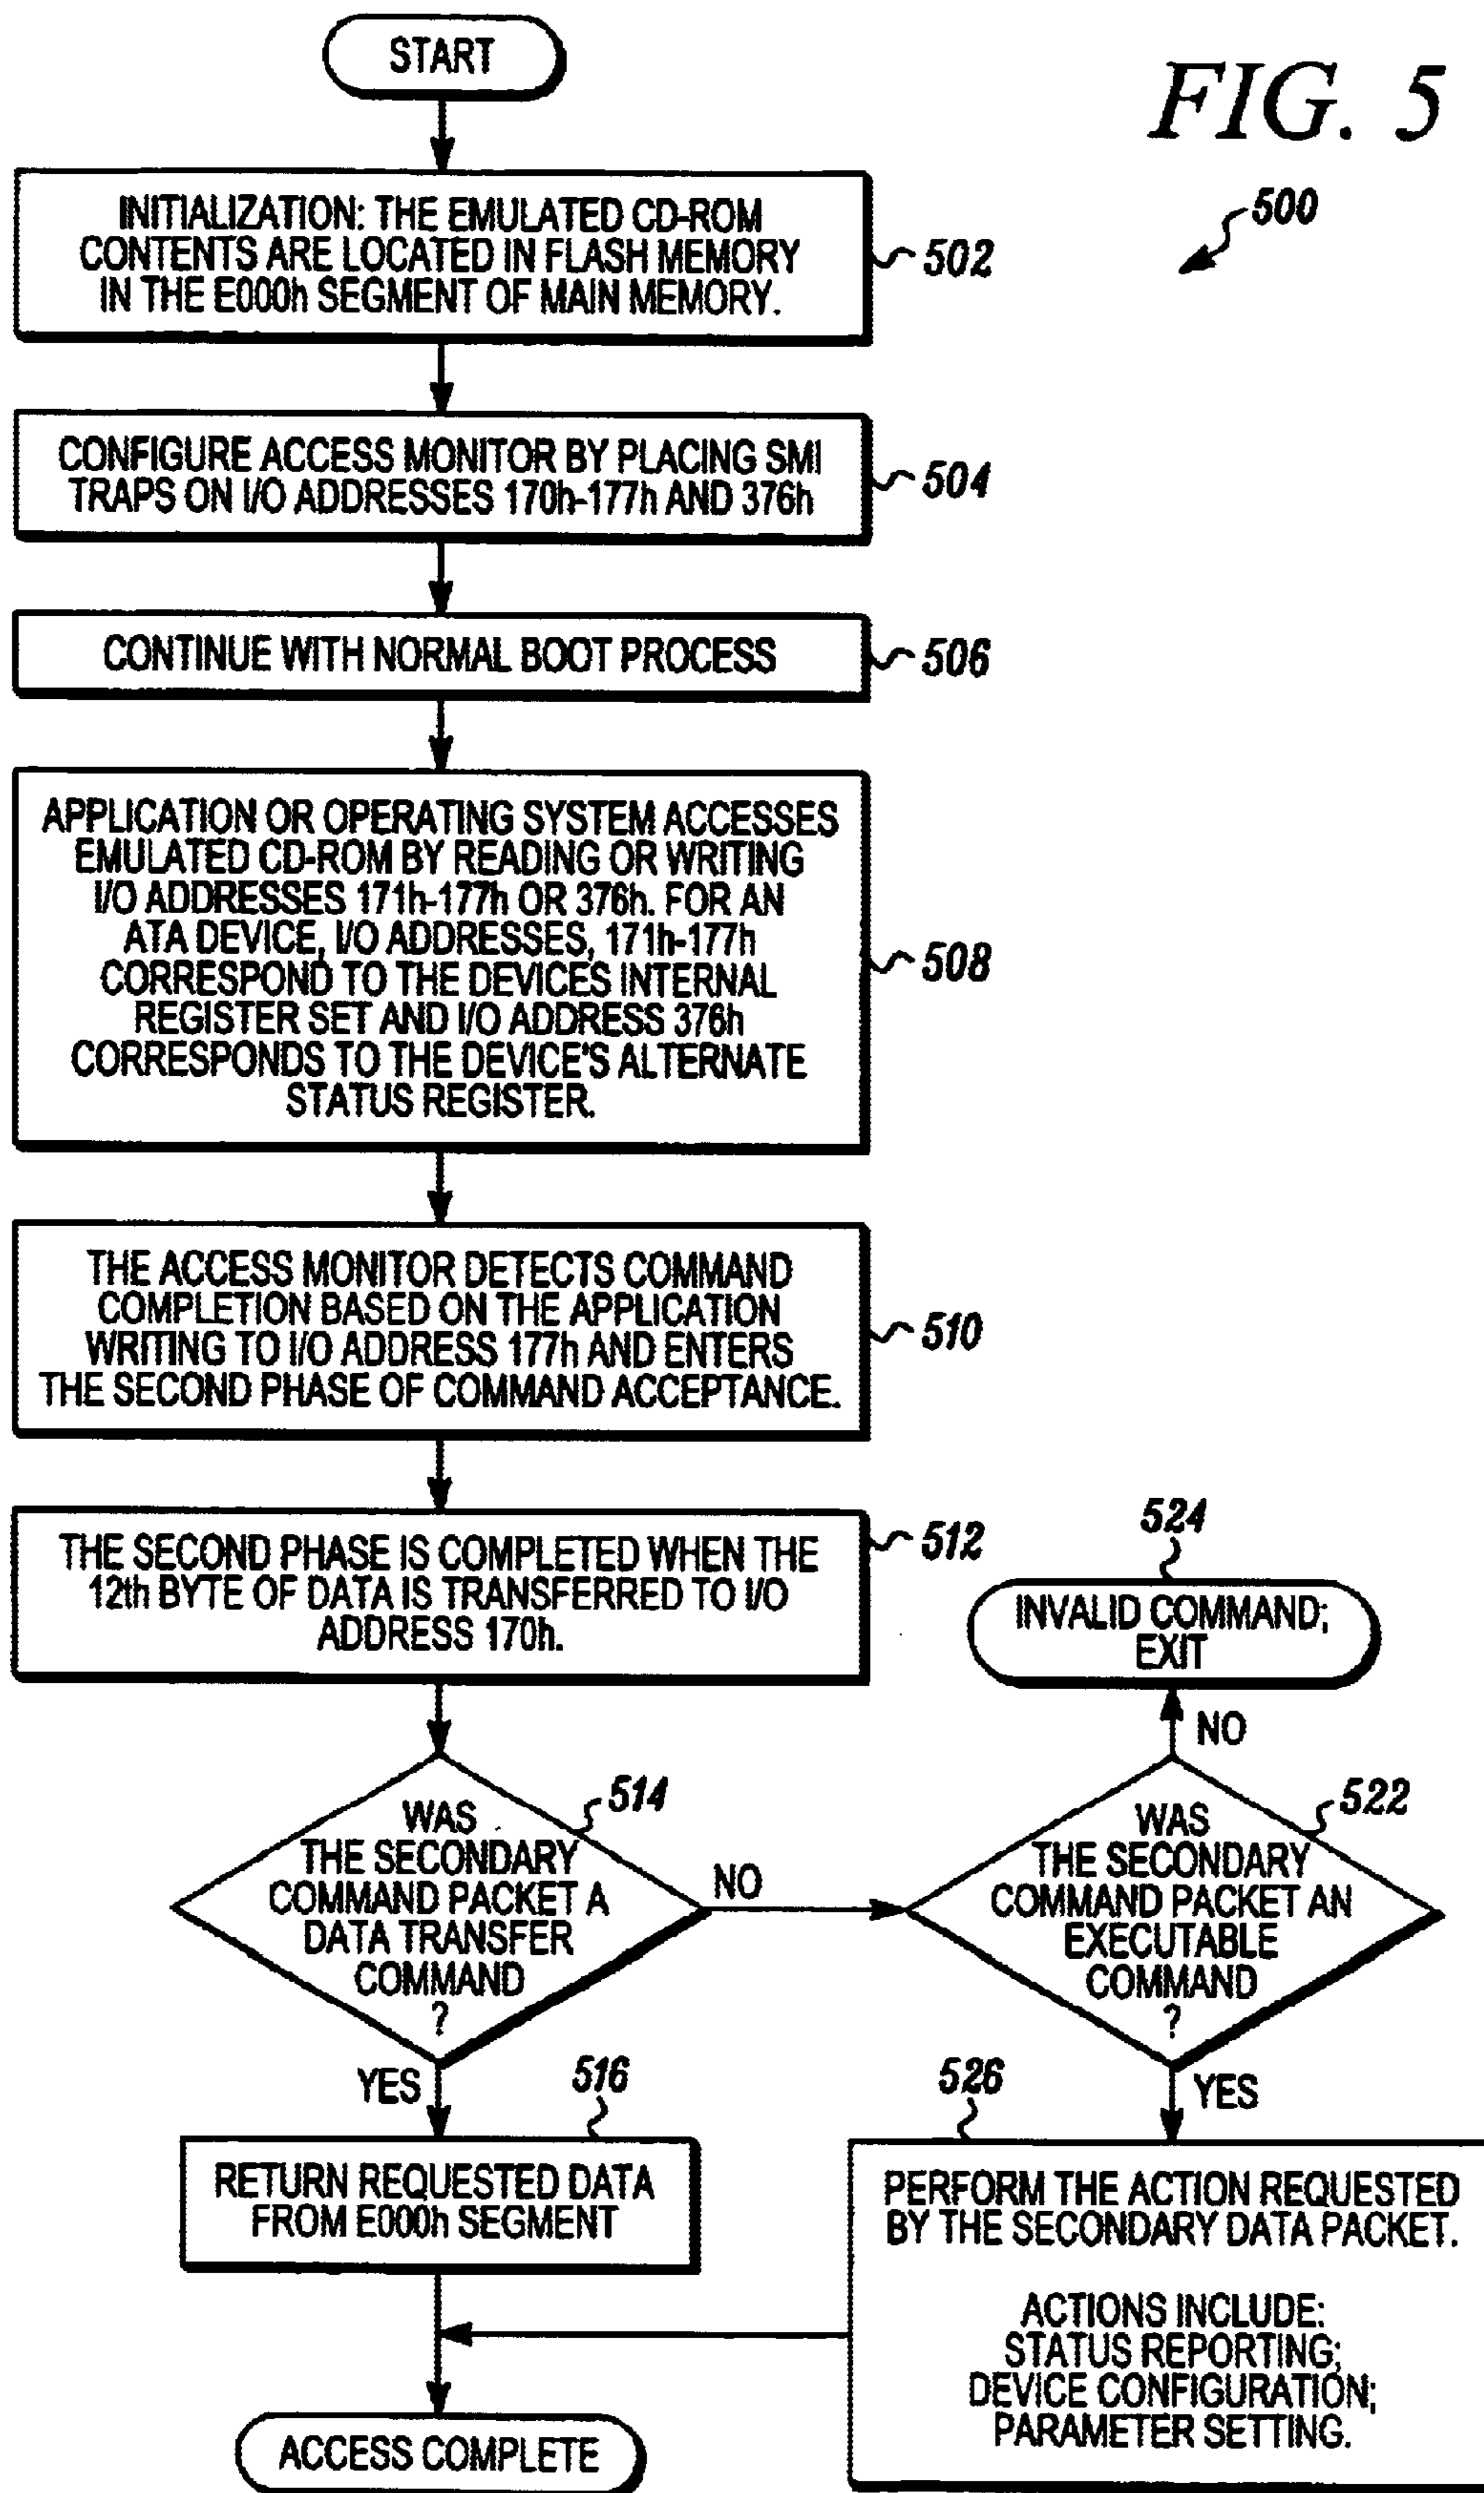 START
FIG. 5
500
INITIALIZATION: THE EMULATED CD-ROM
CONTENTS ARE LOCATED IN FLASH MEMORY
IN THE E000h SEGMENT OF MAIN MEMORY.
502
CONFIGURE ACCESS MONITOR BY PLACING SMI
TRAPS ON I/O ADDRESSES 170h-177h AND 376h
504
CONTINUE WITH NORMAL BOOT PROCESS
506
APPLICATION OR OPERATING SYSTEM ACCESSES
EMULATED CD-ROM BY READING OR WRITING
I/O ADDRESSES 171h-177h OR 376h. FOR AN
ATA DEVICE, I/O ADDRESSES, 171h-177h
CORRESPOND TO THE DEVICES INTERNAL
REGISTER SET AND I/O ADDRESS 376h
CORRESPONDS TO THE DEVICE'S ALTERNATE
STATUS REGISTER.
508
THE ACCESS MONITOR DETECTS COMMAND
COMPLETION BASED ON THE APPLICATION
WRITING TO I/O ADDRESS 177h AND ENTERS
THE SECOND PHASE OF COMMAND ACCEPTANCE.
510
THE SECOND PHASE IS COMPLETED WHEN THE
12th BYTE OF DATA IS TRANSFERRED TO I/O
ADDRESS 170h.
512
524
INVALID COMMAND;
EXIT
NO
WAS
THE SECONDARY
COMMAND PACKET A
DATA TRANSFER
COMMAND
?
514
NO
WAS
THE SECONDARY
COMMAND PACKET AN
EXECUTABLE
COMMAND
?
522
YES
516
RETURN REQUESTED DATA
FROM E000h SEGMENT
YES
526
PERFORM THE ACTION REQUESTED
BY THE SECONDARY DATA PACKET.
ACTIONS INCLUDE:
STATUS REPORTING;
DEVICE CONFIGURATION;
PARAMETER SETTING.
ACCESS COMPLETE